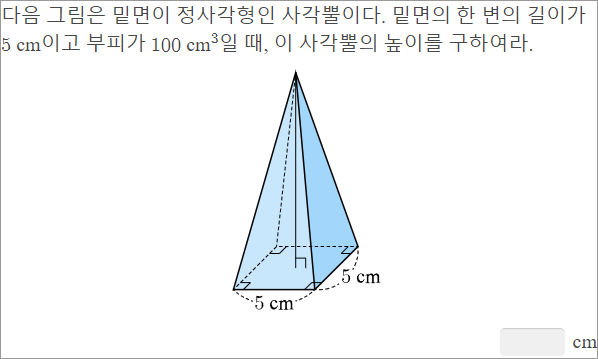 다음 그림은 밑면이 정사각형인 사각뿔이다. 밑면의 한 변의 길이가
5 cm이고 부피가 100 cm³일 때, 이 사각뿔의 높이를 구하여라.
5 cm
5 cm
cm